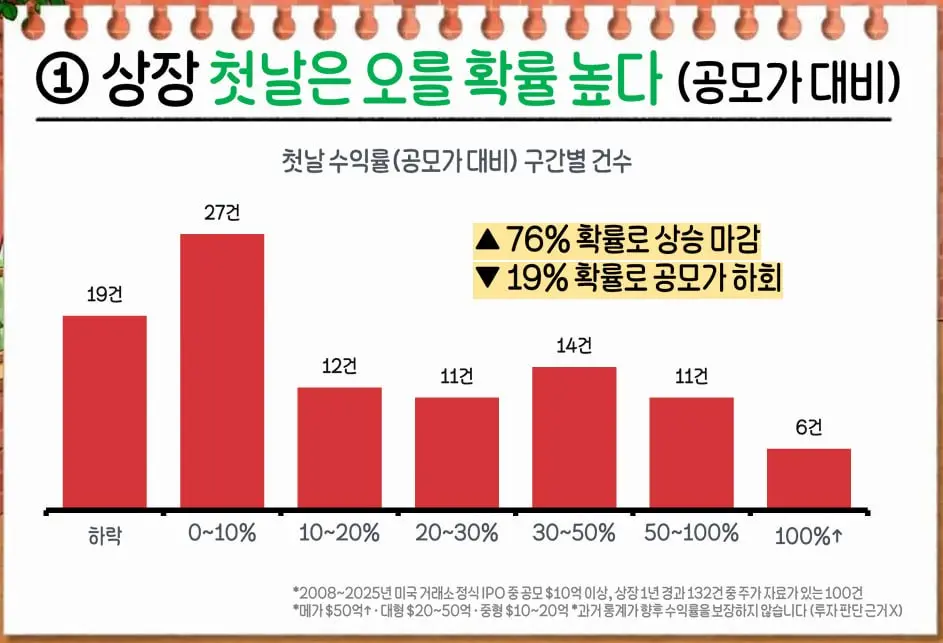 ① 상장 첫날은 오를 확률 높다 (공모가 대비)
첫날 수익률(공모가 대비) 구간별 건수
▲ 76% 확률로 상승 마감
▼ 19% 확률로 공모가 하회
19건
27건
12건
11건
14건
11건
6건
하락
0~10%
10~20%
20~30%
30~50%
50~100%
100%↑
*2008~2025년 미국 거래소 정식 IPO 중 공모 $10억 이상, 상장 1년 경과 132건 중 주가 자료가 있는 100건
*메가 $50억↑ · 대형 $20~50억 · 중형 $10~20억 *과거 통계가 향후 수익률을 보장하지 않습니다 (투자 판단 근거 X)